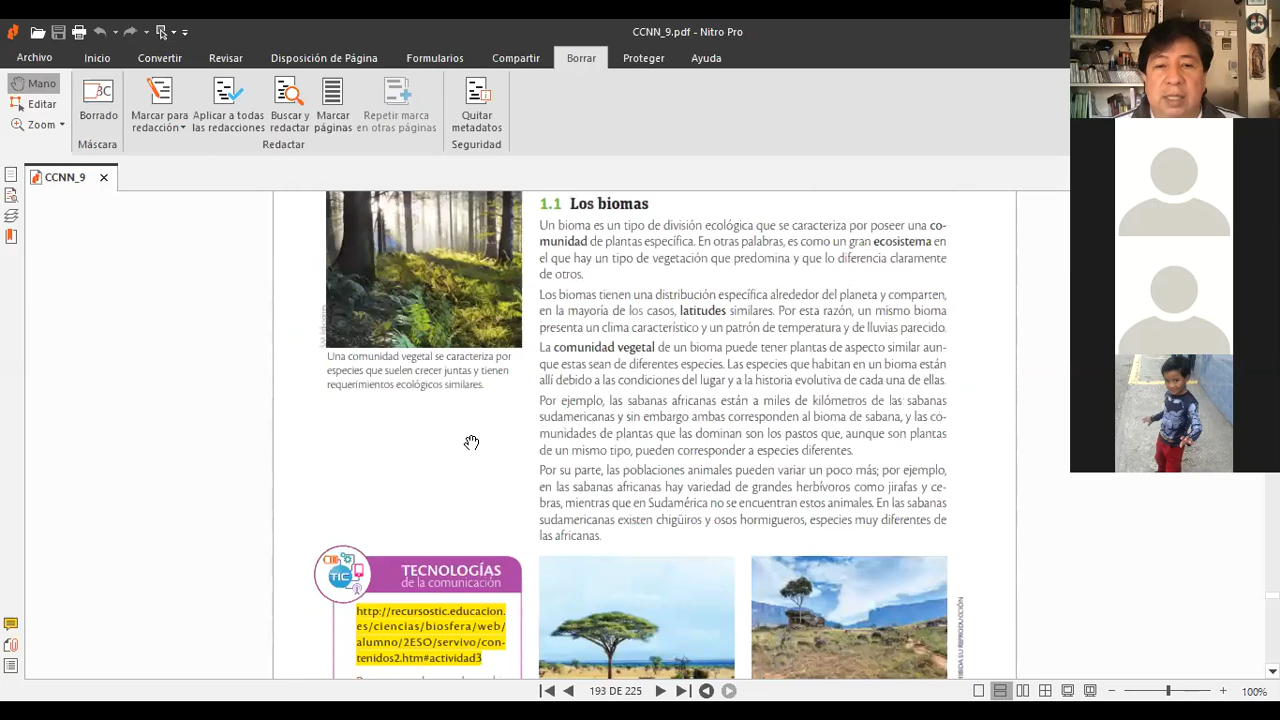 CCNN_9.pdf - Nitro Pro
Archivo
Inicio
Convertir
Revisar
Disposición de Página
Formularios
Compartir
Borrar
Proteger
Ayuda
Mano
Editar
Zoom
Borrado
Máscara
Marcar para
redacción
Aplicar a todas
las redacciones
Buscar y
redactar
Marcar
páginas
Repetir marca
en otras páginas
Redactar
Quitar
metadatos
Seguridad
CCNN_9
1.1 Los biomas
Un bioma es un tipo de división ecológica que se caracteriza por poseer una co-
munidad de plantas específica. En otras palabras, es como un gran ecosistema en
el que hay un tipo de vegetación que predomina y que lo diferencia claramente
de otros.
Los biomas tienen una distribución específica alrededor del planeta y comparten,
en la mayoría de los casos, latitudes similares. Por esta razón, un mismo bioma
presenta un clima característico y un patrón de temperatura y de lluvias parecido.
La comunidad vegetal de un bioma puede tener plantas de aspecto similar aun-
que estas sean de diferentes especies. Las especies que habitan en un bioma están
allí debido a las condiciones del lugar y a la historia evolutiva de cada una de ellas.
Por ejemplo, las sabanas africanas están a miles de kilómetros de las sabanas
sudamericanas y sin embargo ambas corresponden al bioma de sabana, y las co-
munidades de plantas que las dominan son los pastos que, aunque son plantas
de un mismo tipo, pueden corresponder a especies diferentes.
Por su parte, las poblaciones animales pueden variar un poco más; por ejemplo,
en las sabanas africanas hay variedad de grandes herbívoros como jirafas y ce-
bras, mientras que en Sudamérica no se encuentran estos animales. En las sabanas
sudamericanas existen chigüiros y osos hormigueros, especies muy diferentes de
las africanas.
Una comunidad vegetal se caracteriza por
especies que suelen crecer juntas y tienen
requerimientos ecológicos similares.
TIC
TECNOLOGÍAS
de la comunicación
http://recursostic.educacion.
es/ciencias/biosfera/web/
alumno/2ESO/servivo/con-
tenidos2.htm#actividad3
IBIDA SU REPRODUCCIÓN
193 DE 225
100%